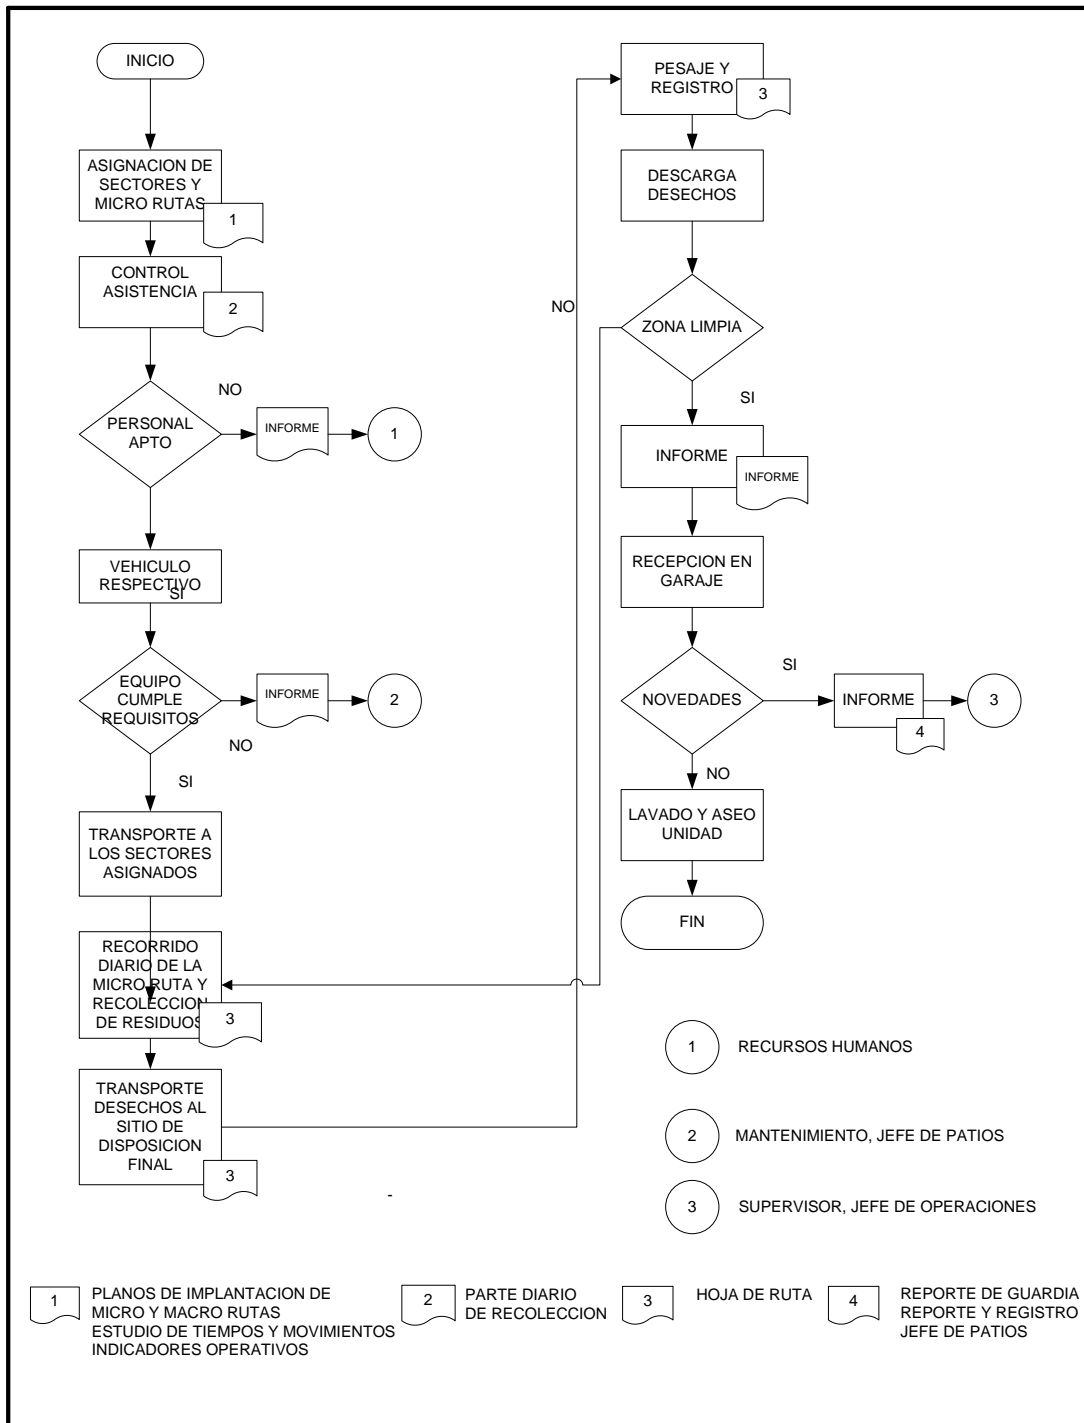 INICIO
ASIGNACION DE
SECTORES Y
MICRO RUTAS
1
CONTROL
ASISTENCIA
2
NO
PERSONAL
APTO
INFORME
1
VEHICULO
RESPECTIVO
SI
EQUIPO
CUMPLE
REQUISITOS
INFORME
2
NO
SI
TRANSPORTE A
LOS SECTORES
ASIGNADOS
RECORRIDO
DIARIO DE LA
MICRO RUTA Y
RECOLECCION
DE RESIDUOS
3
TRANSPORTE
DESECHOS AL
SITIO DE
DISPOSICION
FINAL
3
-
PESAJE Y
REGISTRO
3
DESCARGA
DESECHOS
NO
ZONA LIMPIA
SI
INFORME
INFORME
RECEPCION EN
GARAJE
SI
NOVEDADES
INFORME
4
3
NO
LAVADO Y ASEO
UNIDAD
FIN
1 RECURSOS HUMANOS
2 MANTENIMIENTO, JEFE DE PATIOS
3 SUPERVISOR, JEFE DE OPERACIONES
1
PLANOS DE IMPLANTACION DE
MICRO Y MACRO RUTAS
ESTUDIO DE TIEMPOS Y MOVIMIENTOS
INDICADORES OPERATIVOS
2
PARTE DIARIO
DE RECOLECCION
3
HOJA DE RUTA
4
REPORTE DE GUARDIA
REPORTE Y REGISTRO
JEFE DE PATIOS